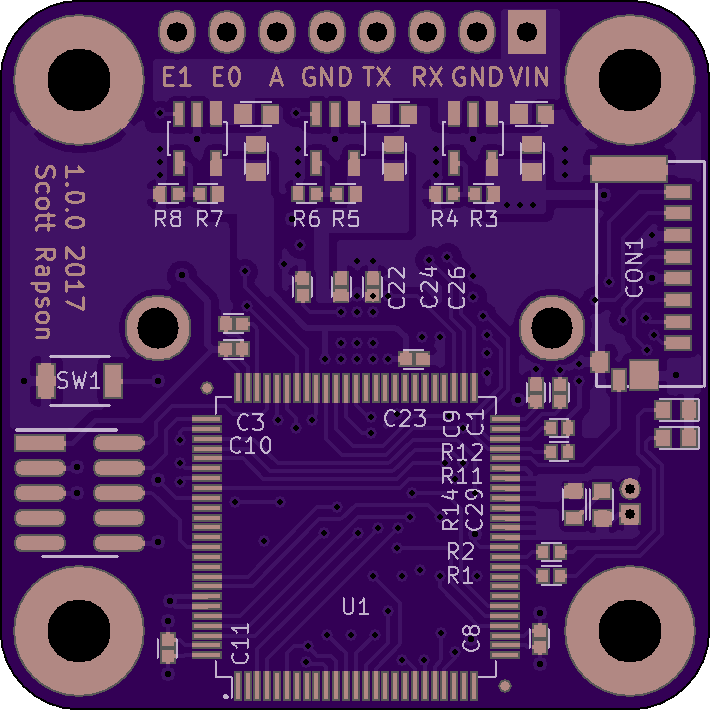 E1 E0 A GND TX RX GND VIN
1.0.0 2017
Scott Rapson
R8 R7 R6 R5 R4 R3
CON1
C22 C24 C26
SW1
C3
C10
C23
C9 C1
R12
R11
R14 C29
R2
R1
U1
C11
C8